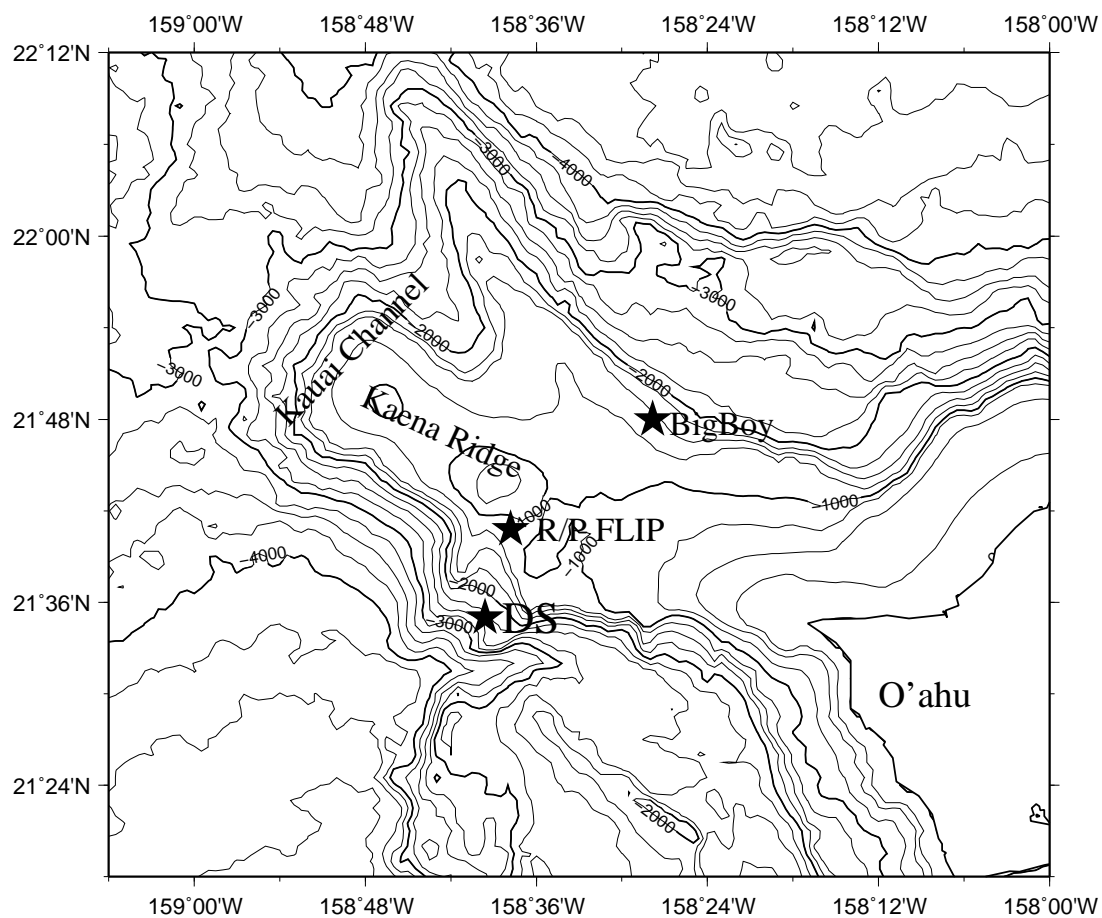 159°00'W 158°48'W 158°36'W 158°24'W 158°12'W 158°00'W
22°12'N
−3000
−4000
22°00'N
−3000
−3000
Kauai Channel
−2000
−3000
−2000
21°48'N
Kaena Ridge
BigBoy
−1000
−1000
R/P FLIP
−1000
−4000
−2000
21°36'N
−3000
DS
O'ahu
21°24'N
−2000
159°00'W 158°48'W 158°36'W 158°24'W 158°12'W 158°00'W